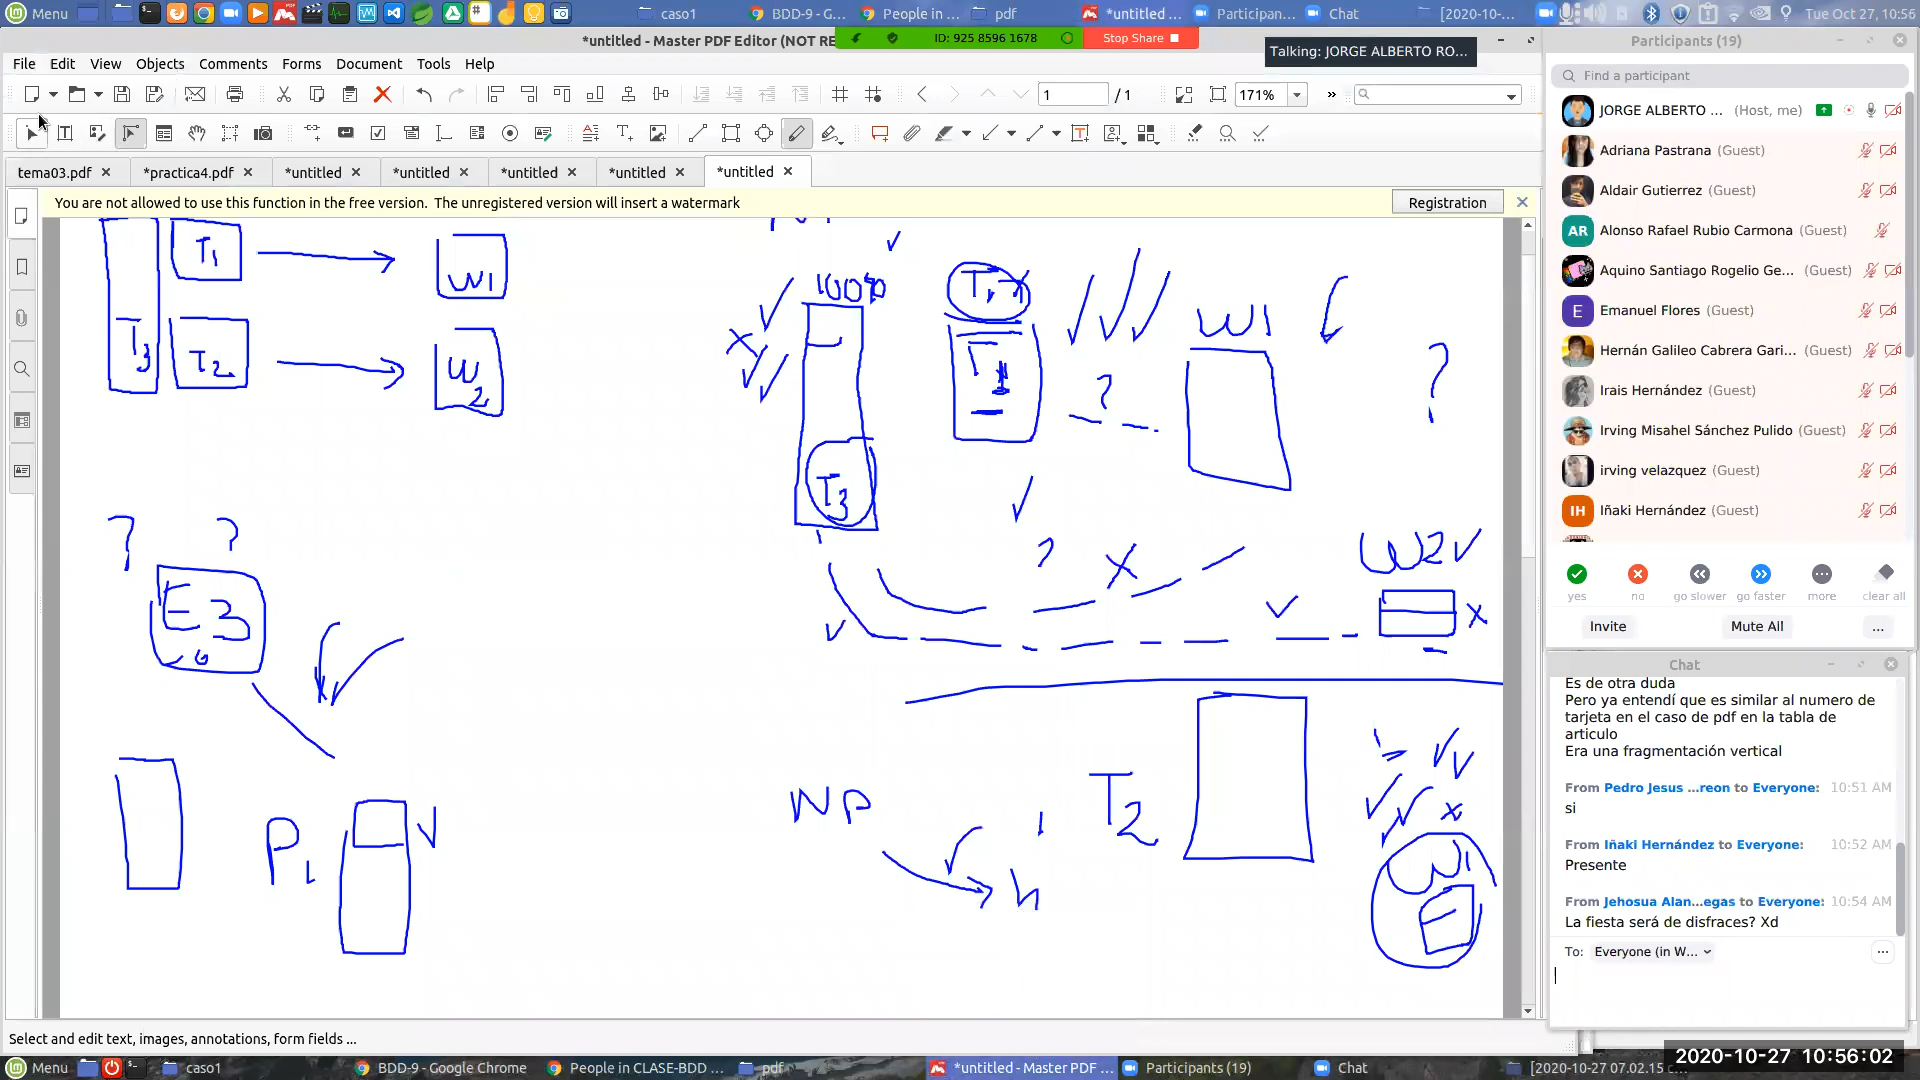 Menu
caso1
BDD-9 - G...
People in ...
pdf
*untitled ...
Participan...
Chat
[2020-10-...
Tue Oct 27, 10:56
*untitled - Master PDF Editor (NOT RE
ID: 925 8596 1678
Stop Share
Talking: JORGE ALBERTO RO...
File Edit View Objects Comments Forms Document Tools Help
1 / 1
171%
tema03.pdf
*practica4.pdf
*untitled
*untitled
*untitled
*untitled
*untitled
You are not allowed to use this function in the free version. The unregistered version will insert a watermark
Registration
T1
W1
T3
T2
W2
100%
T1
W1
?
?
T3
?
?
E3
?
W2
P1
NP
T2
W1
E
Select and edit text, images, annotations, form fields ...
Participants (19)
Find a participant
JORGE ALBERTO ... (Host, me)
Adriana Pastrana (Guest)
Aldair Gutierrez (Guest)
AR Alonso Rafael Rubio Carmona (Guest)
Aquino Santiago Rogelio Ge... (Guest)
E Emanuel Flores (Guest)
Hernán Galileo Cabrera Gari... (Guest)
Irais Hernández (Guest)
Irving Misahel Sánchez Pulido (Guest)
irving velazquez (Guest)
IH Iñaki Hernández (Guest)
yes no go slower go faster more clear all
Invite Mute All ...
Chat
Es de otra duda
Pero ya entendí que es similar al numero de
tarjeta en el caso de pdf en la tabla de
articulo
Era una fragmentación vertical
From Pedro Jesus ...reon to Everyone: 10:51 AM
si
From Iñaki Hernández to Everyone: 10:52 AM
Presente
From Jehosua Alan...egas to Everyone: 10:54 AM
La fiesta será de disfraces? Xd
To: Everyone (in W...
Menu
caso1
BDD-9 - Google Chrome
People in CLASE-BDD ...
pdf
*untitled - Master PDF ...
Participants (19)
Chat
[2020-10-27 07.02.15 c
2020-10-27 10:56:02